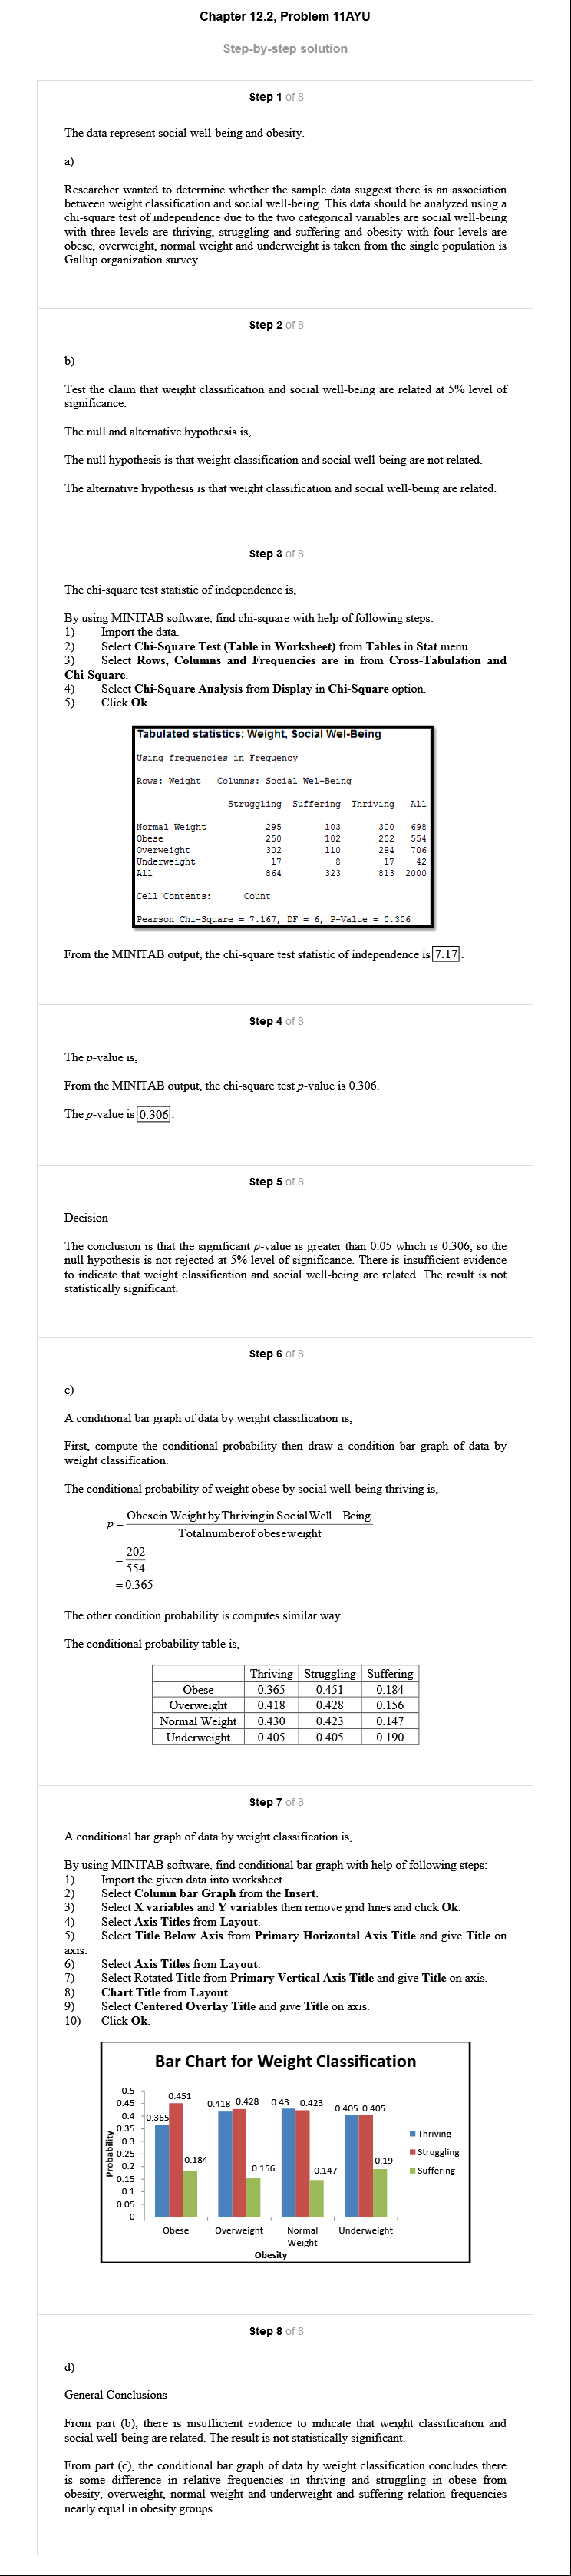 Chapter 12.2, Problem 11AYU
Step-by-step solution
Step 1 of 8
The data represent social well-being and obesity.
a)
Researcher wanted to determine whether the sample data suggest there is an association
between weight classification and social well-being. This data should be analyzed using a
chi-square test of independence due to the two categorical variables are social well-being
with three levels are thriving, struggling and suffering and obesity with four levels are
obese, overweight, normal weight and underweight is taken from the single population is
Gallup organization survey.
Step 2 of 8
b)
Test the claim that weight classification and social well-being are related at 5% level of
significance.
The null and alternative hypothesis is,
The null hypothesis is that weight classification and social well-being are not related.
The alternative hypothesis is that weight classification and social well-being are related.
Step 3 of 8
The chi-square test statistic of independence is,
By using MINITAB software, find chi-square with help of following steps:
1) Import the data.
2) Select Chi-Square Test (Table in Worksheet) from Tables in Stat menu.
3) Select Rows, Columns and Frequencies are in from Cross-Tabulation and
Chi-Square.
4) Select Chi-Square Analysis from Display in Chi-Square option.
5) Click Ok.
Tabulated statistics: Weight, Social Wel-Being
Using frequencies in Frequency
Rows: Weight Columns: Social Wel-Being
Struggling Suffering Thriving All
Normal Weight 295 103 300 698
Obese 250 102 202 554
Overweight 302 110 294 706
Underweight 17 8 17 42
All 864 323 813 2000
Cell Contents: Count
Pearson Chi-Square = 7.167, DF = 6, P-Value = 0.306
From the MINITAB output, the chi-square test statistic of independence is 7.17.
Step 4 of 8
The p-value is,
From the MINITAB output, the chi-square test p-value is 0.306.
The p-value is 0.306.
Step 5 of 8
Decision
The conclusion is that the significant p-value is greater than 0.05 which is 0.306, so the
null hypothesis is not rejected at 5% level of significance. There is insufficient evidence
to indicate that weight classification and social well-being are related. The result is not
statistically significant.
Step 6 of 8
c)
A conditional bar graph of data by weight classification is,
First, compute the conditional probability then draw a condition bar graph of data by
weight classification.
The conditional probability of weight obese by social well-being thriving is,
p = Obesein Weight by Thriving in Social Well – Being
Totalnumberof obeseweight
= 202
554
= 0.365
The other condition probability is computes similar way.
The conditional probability table is,
Thriving Struggling Suffering
Obese 0.365 0.451 0.184
Overweight 0.418 0.428 0.156
Normal Weight 0.430 0.423 0.147
Underweight 0.405 0.405 0.190
Step 7 of 8
A conditional bar graph of data by weight classification is,
By using MINITAB software, find conditional bar graph with help of following steps:
1) Import the given data into worksheet.
2) Select Column bar Graph from the Insert.
3) Select X variables and Y variables then remove grid lines and click Ok.
4) Select Axis Titles from Layout.
5) Select Title Below Axis from Primary Horizontal Axis Title and give Title on
axis.
6) Select Axis Titles from Layout.
7) Select Rotated Title from Primary Vertical Axis Title and give Title on axis.
8) Chart Title from Layout.
9) Select Centered Overlay Title and give Title on axis.
10) Click Ok.
Bar Chart for Weight Classification
0.5
0.45
0.4
0.35
0.3
0.25
0.2
0.15
0.1
0.05
0
Probability
0.365 0.451 0.184
0.418 0.428 0.156
0.43 0.423 0.147
0.405 0.405 0.19
Thriving
Struggling
Suffering
Obese Overweight Normal Weight Underweight
Obesity
Step 8 of 8
d)
General Conclusions
From part (b), there is insufficient evidence to indicate that weight classification and
social well-being are related. The result is not statistically significant.
From part (c), the conditional bar graph of data by weight classification concludes there
is some difference in relative frequencies in thriving and struggling in obese from
obesity, overweight, normal weight and underweight and suffering relation frequencies
nearly equal in obesity groups.